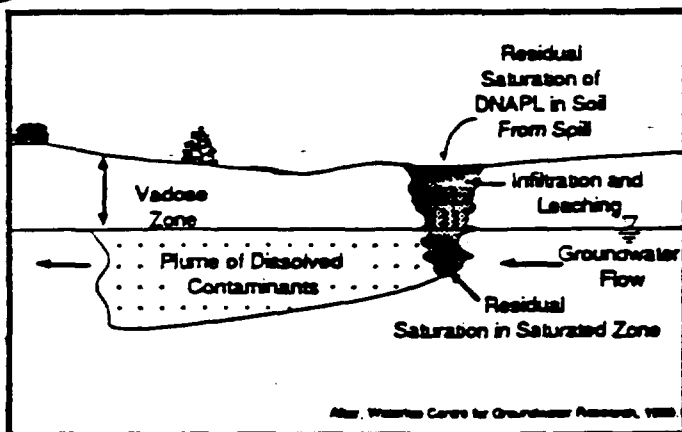 Residual
Saturation of
DNAPL in Soil
From Spill
Infiltration and
Leaching
Vadose
Zone
Plume of Dissolved
Contaminants
Groundwater
Flow
Residual
Saturation in Saturated Zone
After, Waterloo Centre for Groundwater Research,